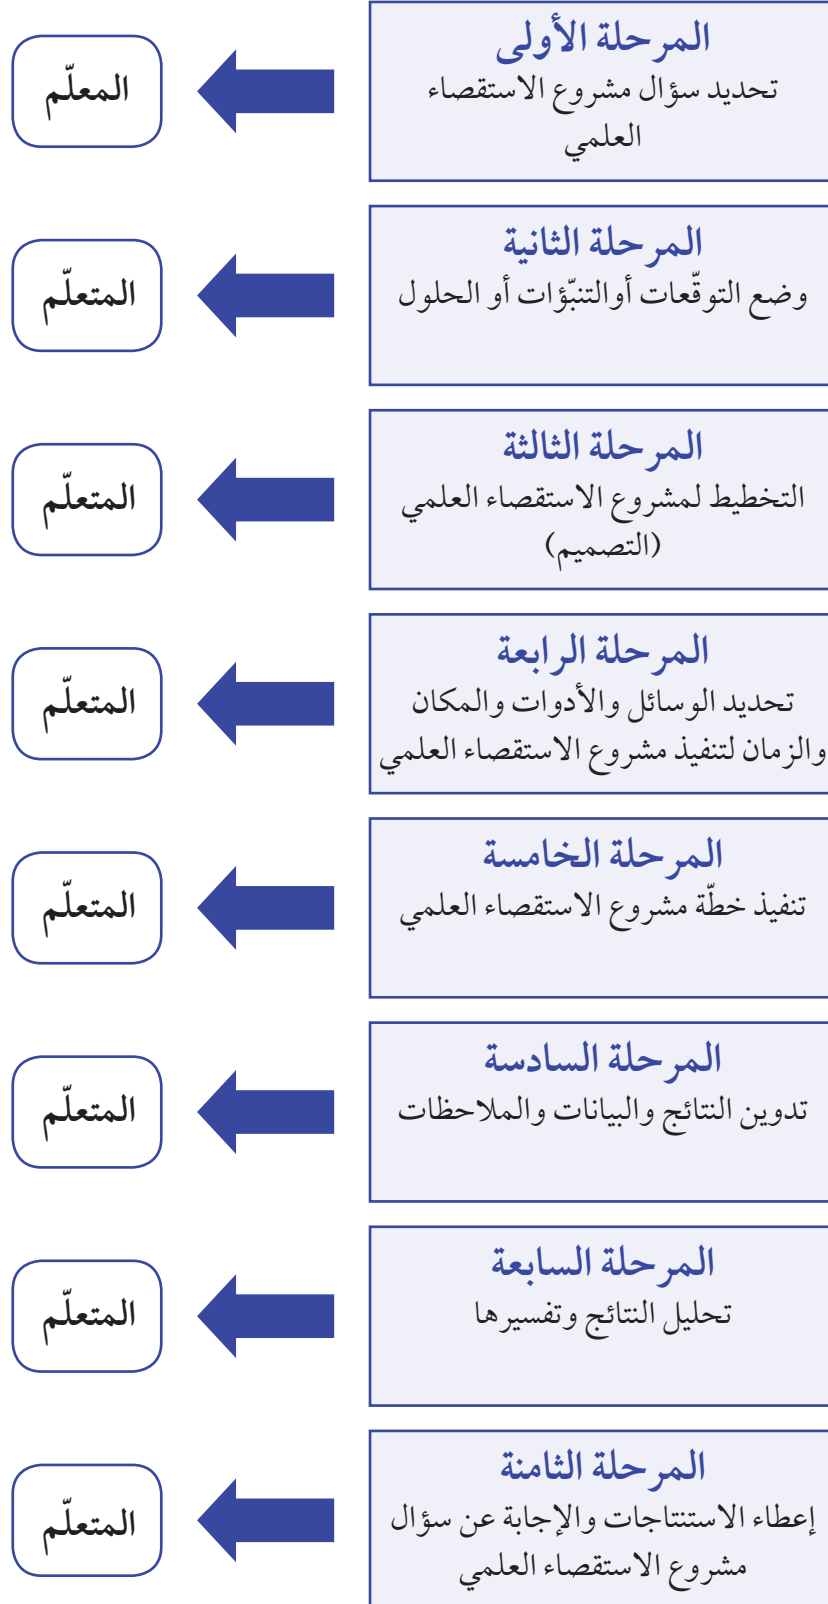 المرحلة الأولى
تحديد سؤال مشروع الاستقصاء
العلمي
المعلّم
المرحلة الثانية
وضع التوقّعات أوالتنبّؤات أو الحلول
المتعلّم
المرحلة الثالثة
التخطيط لمشروع الاستقصاء العلمي
(التصميم)
المتعلّم
المرحلة الرابعة
تحديد الوسائل والأدوات والمكان
والزمان لتنفيذ مشروع الاستقصاء العلمي
المتعلّم
المرحلة الخامسة
تنفيذ خطّة مشروع الاستقصاء العلمي
المتعلّم
المرحلة السادسة
تدوين النتائج والبيانات والملاحظات
المتعلّم
المرحلة السابعة
تحليل النتائج وتفسيرها
المتعلّم
المرحلة الثامنة
إعطاء الاستنتاجات والإجابة عن سؤال
مشروع الاستقصاء العلمي
المتعلّم